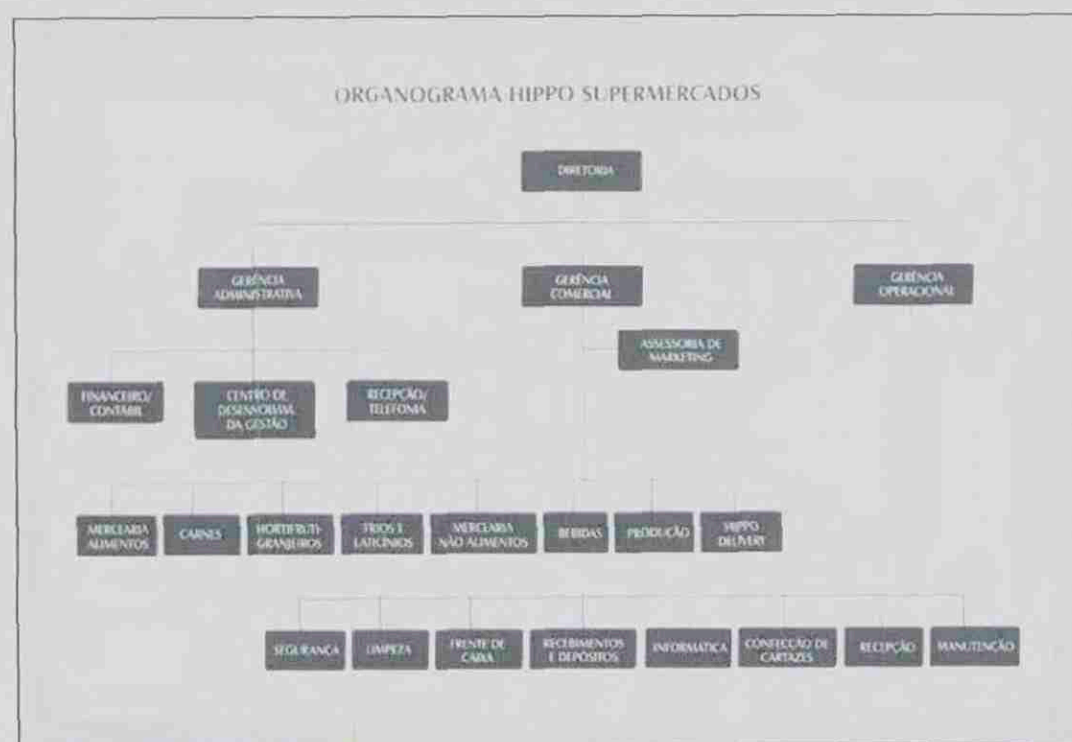 ORGANOGRAMA HIPPO SUPERMERCADOS
DIRETORIA
GERÊNCIA
ADMINISTRATIVA
GERÊNCIA
COMERCIAL
GERÊNCIA
OPERACIONAL
ASSESSORIA DE
MARKETING
FINANCEIRO/
CONTÁBIL
CENTRO DE
DESENVOLVIM.
DA GESTÃO
RECEPÇÃO/
TELEFONIA
MERCEARIA
ALIMENTOS
CARNES
HORTIFRUTI-
GRANJEIROS
FRIOS E
LATICÍNIOS
MERCEARIA
NÃO ALIMENTOS
BEBIDAS
PRODUÇÃO
HIPPO
DELIVERY
SEGURANÇA
LIMPEZA
FRENTE DE
CAIXA
RECEBIMENTOS
E DEPÓSITOS
INFORMATICA
CONFECÇÃO DE
CARTAZES
RECEPÇÃO
MANUTENÇÃO